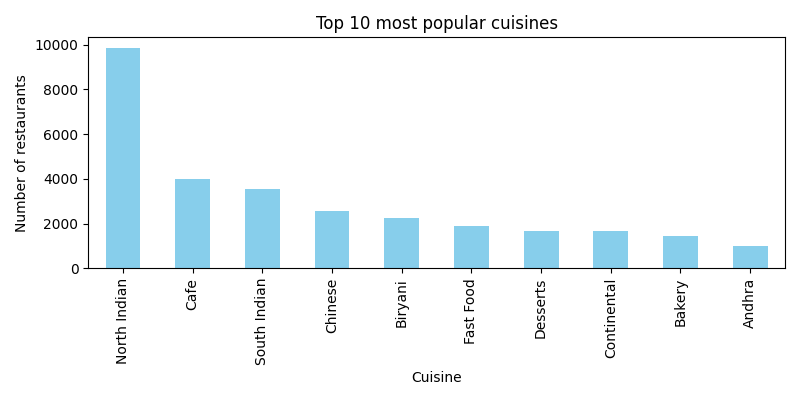 Top 10 most popular cuisines
Number of restaurants
10000
8000
6000
4000
2000
0
North Indian
Cafe
South Indian
Chinese
Biryani
Fast Food
Desserts
Continental
Bakery
Andhra
Cuisine